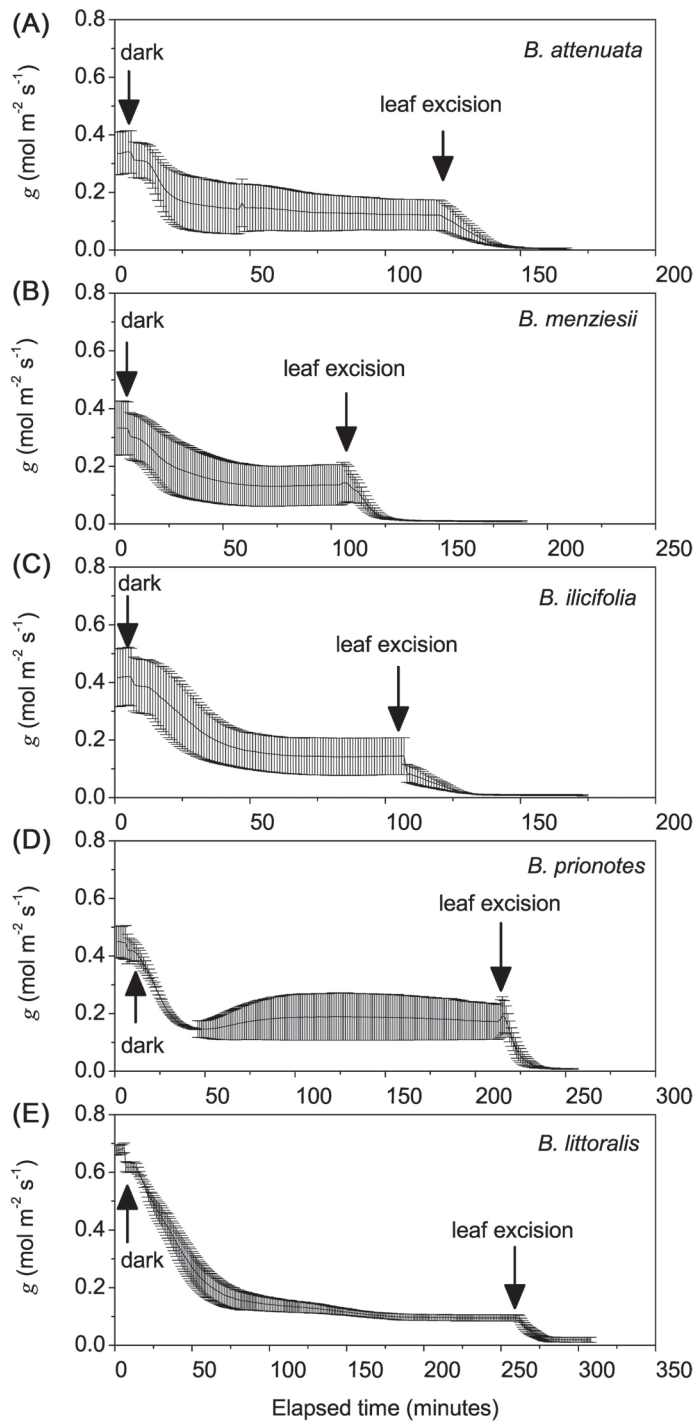 (A)
0.8
0.6
0.4
0.2
0.0
g (mol m⁻² s⁻¹)
dark
leaf excision
B. attenuata
0 50 100 150 200
(B)
0.8
0.6
0.4
0.2
0.0
g (mol m⁻² s⁻¹)
dark
leaf excision
B. menziesii
0 50 100 150 200 250
(C)
0.8
0.6
0.4
0.2
0.0
g (mol m⁻² s⁻¹)
dark
leaf excision
B. ilicifolia
0 50 100 150 200
(D)
0.8
0.6
0.4
0.2
0.0
g (mol m⁻² s⁻¹)
dark
leaf excision
B. prionotes
0 50 100 150 200 250 300
(E)
0.8
0.6
0.4
0.2
0.0
g (mol m⁻² s⁻¹)
dark
leaf excision
B. littoralis
0 50 100 150 200 250 300 350
Elapsed time (minutes)